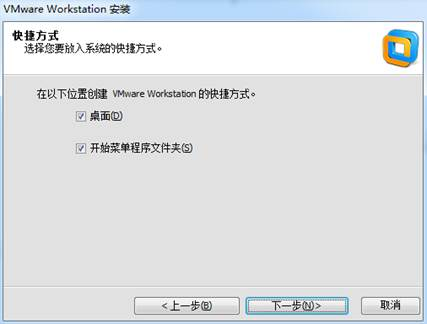 VMware Workstation 安装
快捷方式
选择您要放入系统的快捷方式。
在以下位置创建 VMware Workstation 的快捷方式。
桌面(D)
开始菜单程序文件夹(S)
<上一步(B) 下一步(N)> 取消